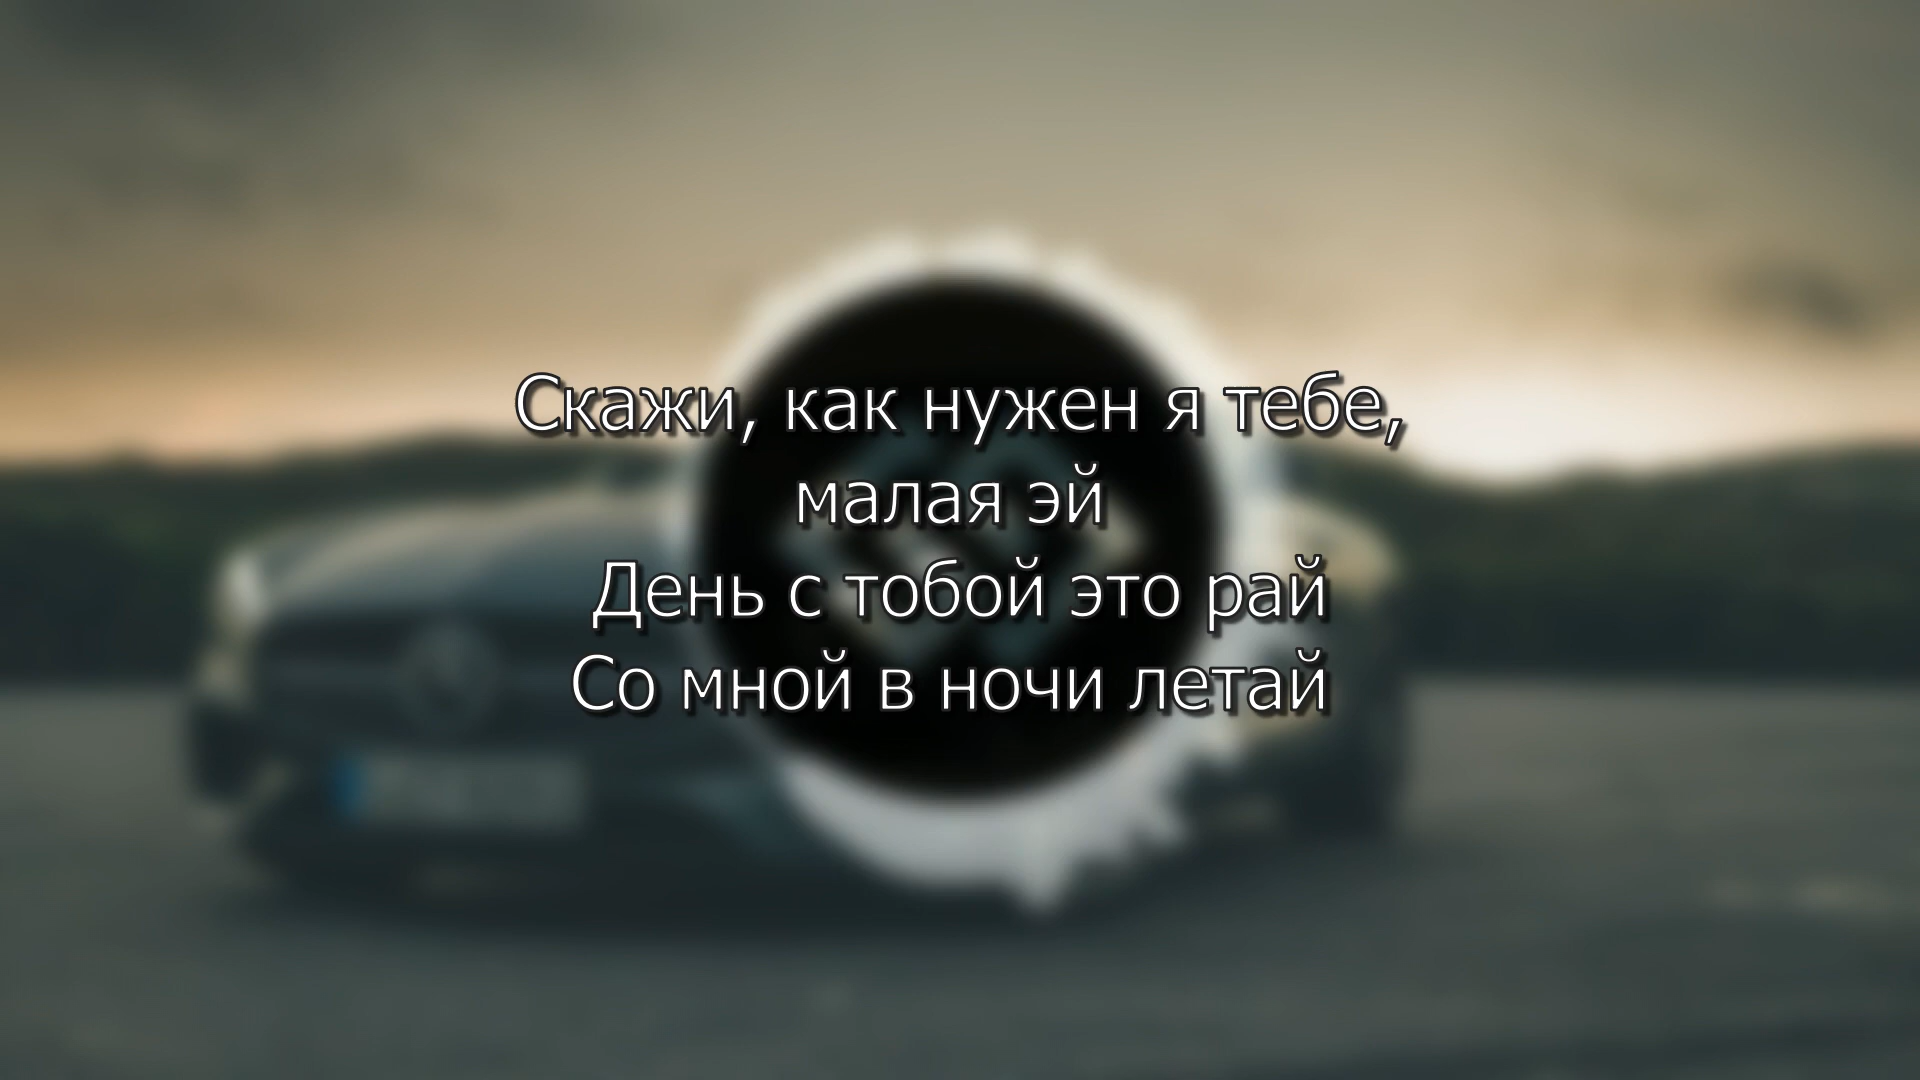 Скажи, как нужен я тебе,
малая эй
День с тобой это рай
Со мной в ночи летай